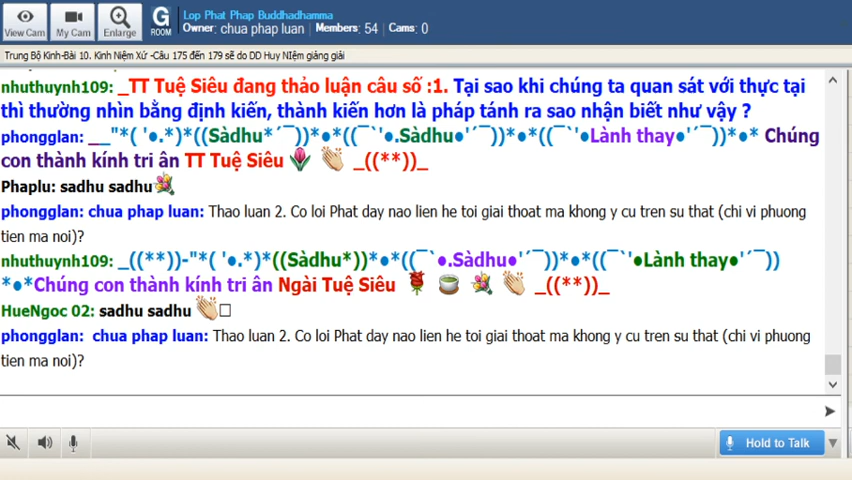 Lop Phat Phap Buddhadhamma
Owner: chua phap luan: Members: 54 : Cams: 0
View Cam
My Cam
Enlarge
G
ROOM
Trung Bộ Kinh-Bài 10. Kinh Niệm Xứ -Câu 175 đến 179 sẽ do DD Huy NIệm giảng giải
nhuthuynh109: _TT Tuệ Siêu đang thảo luận câu số :1. Tại sao khi chúng ta quan sát với thực tại
thì thường nhìn bằng định kiến, thành kiến hơn là pháp tánh ra sao nhận biết như vậy ?
phongglan: __"*( '●.*)*((Sàdhu*´¯))*●*((¯`'●.Sàdhu●'´¯))*●*((¯`'●Lành thay●'´¯))*●* Chúng
con thành kính tri ân TT Tuệ Siêu 🌷 👏 _((**))_
Phaplu: sadhu sadhu💐
phongglan: chua phap luan: Thao luan 2. Co loi Phat day nao lien he toi giai thoat ma khong y cu tren su that (chi vi phuong
tien ma noi)?
nhuthuynh109: _((**))-"*( '●.*)*((Sàdhu*))*●*((¯`'●.Sàdhu●'´¯))*●*((¯`'●Lành thay●'´¯))
*●*Chúng con thành kính tri ân Ngài Tuệ Siêu 🌹 🍵 💐 👏 _((**))_
HueNgoc 02: sadhu sadhu 👏□
phongglan: chua phap luan: Thao luan 2. Co loi Phat day nao lien he toi giai thoat ma khong y cu tren su that (chi vi phuong
tien ma noi)?
Hold to Talk